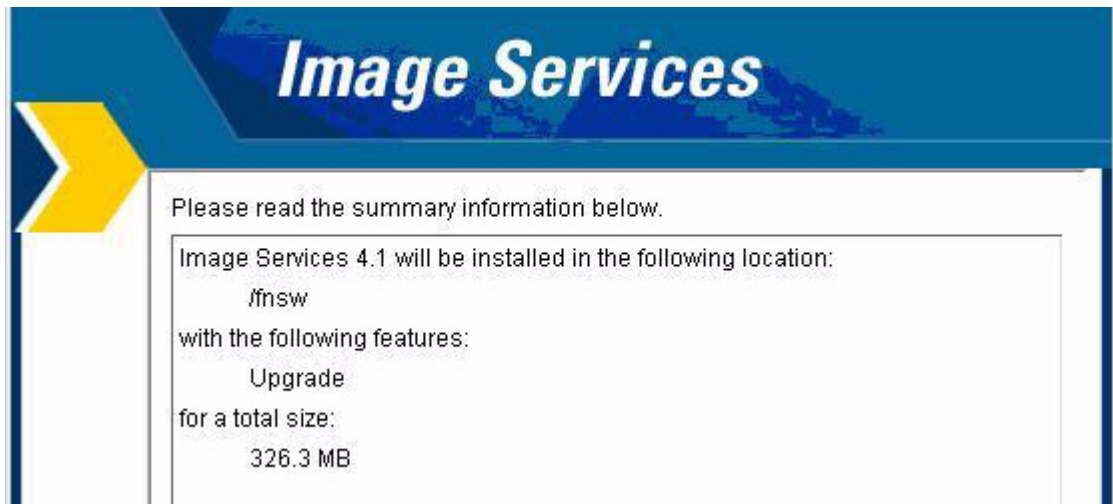 Image Services
Please read the summary information below.
Image Services 4.1 will be installed in the following location:
/fnsw
with the following features:
Upgrade
for a total size:
326.3 MB